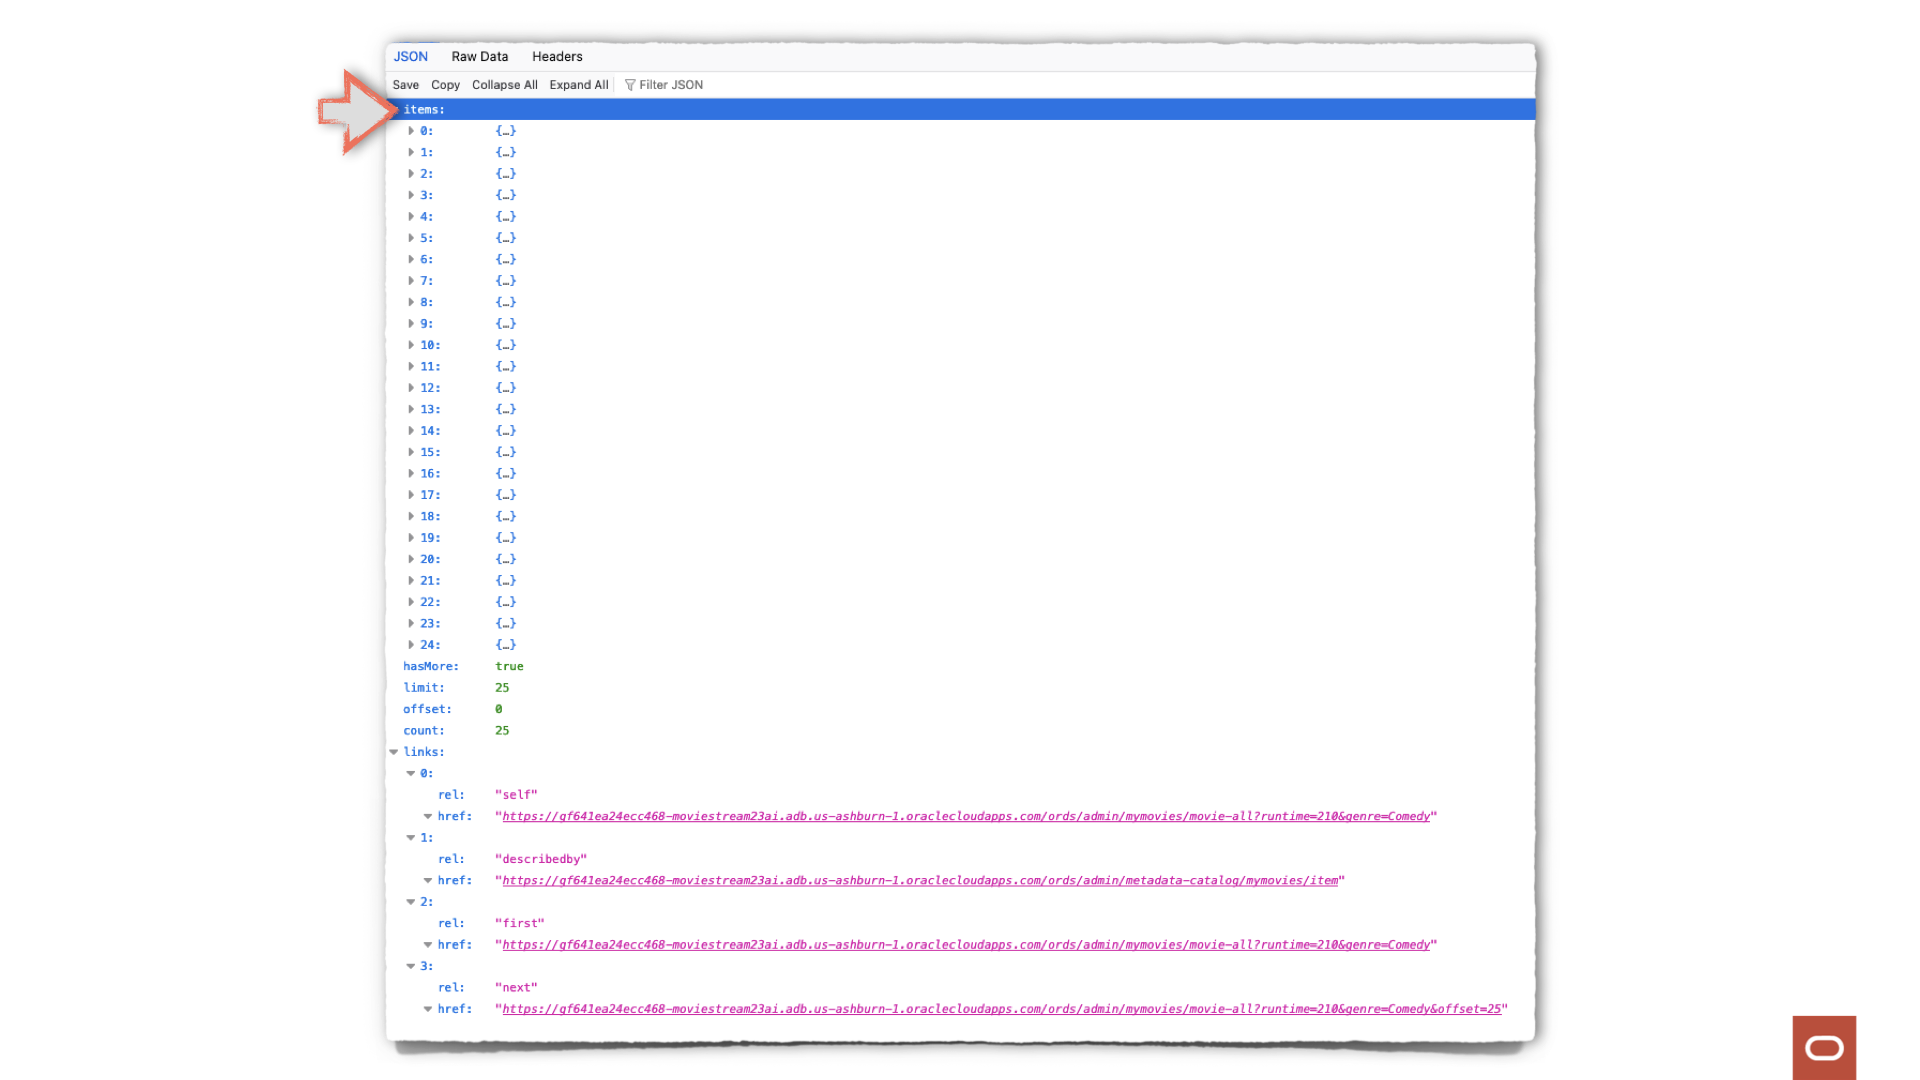 JSON Raw Data Headers
Save Copy Collapse All Expand All Filter JSON
items:
0: {…}
1: {…}
2: {…}
3: {…}
4: {…}
5: {…}
6: {…}
7: {…}
8: {…}
9: {…}
10: {…}
11: {…}
12: {…}
13: {…}
14: {…}
15: {…}
16: {…}
17: {…}
18: {…}
19: {…}
20: {…}
21: {…}
22: {…}
23: {…}
24: {…}
hasMore: true
limit: 25
offset: 0
count: 25
links:
0:
rel: "self"
href: "https://gf641ea24ecc468-moviestream23ai.adb.us-ashburn-1.oraclecloudapps.com/ords/admin/mymovies/movie-all?runtime=210&genre=Comedy"
1:
rel: "describedby"
href: "https://gf641ea24ecc468-moviestream23ai.adb.us-ashburn-1.oraclecloudapps.com/ords/admin/metadata-catalog/mymovies/item"
2:
rel: "first"
href: "https://gf641ea24ecc468-moviestream23ai.adb.us-ashburn-1.oraclecloudapps.com/ords/admin/mymovies/movie-all?runtime=210&genre=Comedy"
3:
rel: "next"
href: "https://gf641ea24ecc468-moviestream23ai.adb.us-ashburn-1.oraclecloudapps.com/ords/admin/mymovies/movie-all?runtime=210&genre=Comedy&offset=25"